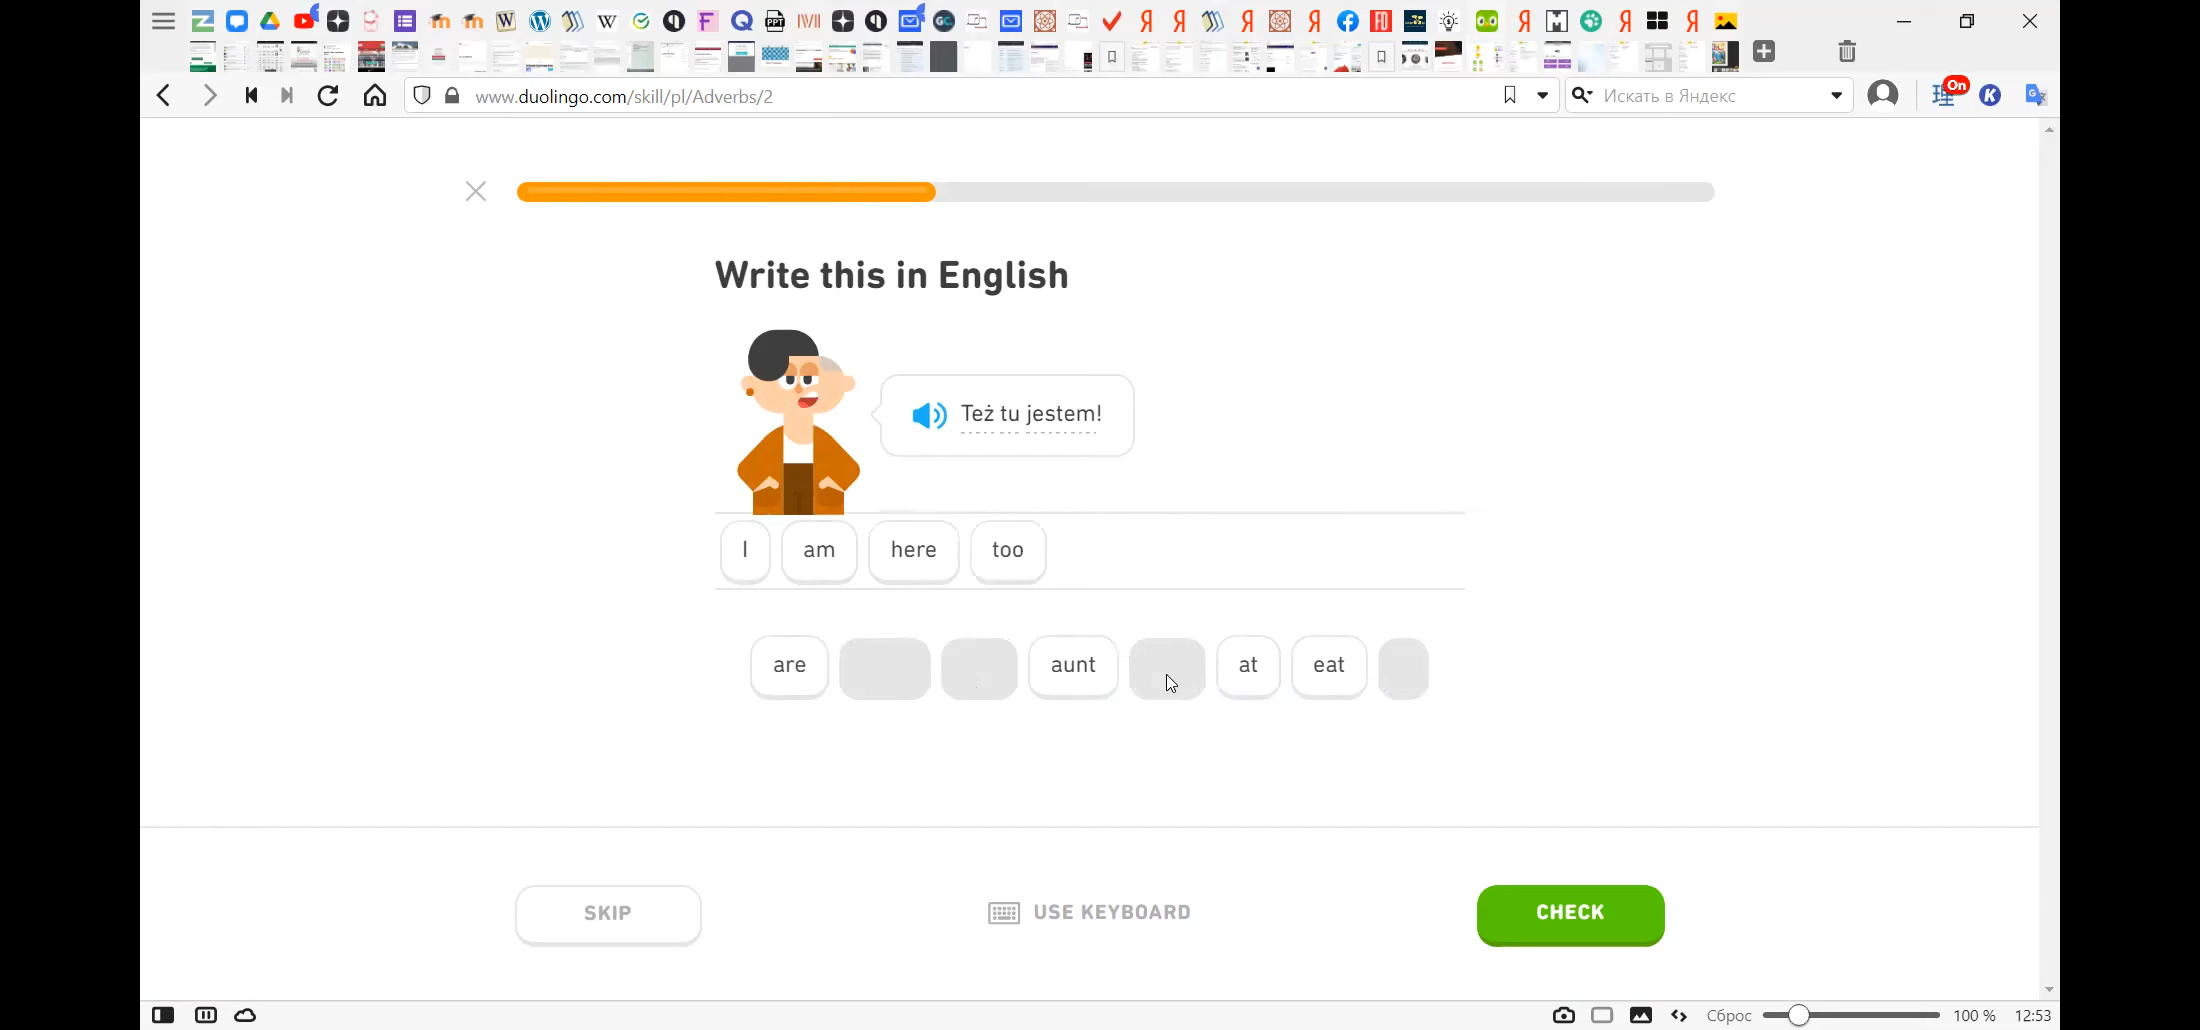 On
www.duolingo.com/skill/pl/Adverbs/2
Искать в Яндекс
Write this in English
Też tu jestem!
I am here too
are aunt at eat
SKIP
USE KEYBOARD
CHECK
Сброс 100 % 12:53